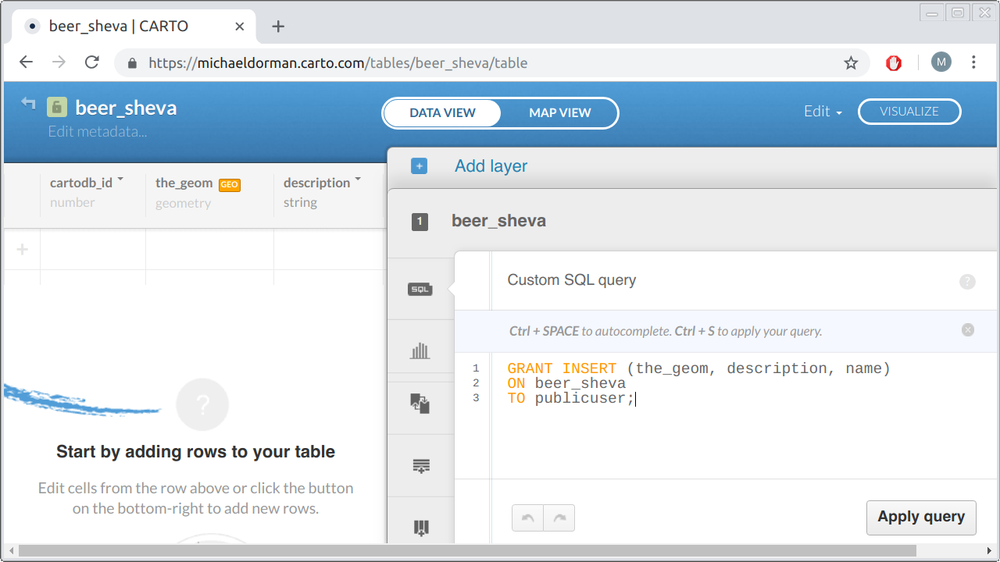 beer_sheva | CARTO
https://michaeldorman.carto.com/tables/beer_sheva/table
M
beer_sheva
Edit metadata...
DATA VIEW
MAP VIEW
Edit
VISUALIZE
Add layer
cartodb_id
number
the_geom GEO
geometry
description
string
1
beer_sheva
SQL
Custom SQL query
?
Ctrl + SPACE to autocomplete. Ctrl + S to apply your query.
1 GRANT INSERT (the_geom, description, name)
2 ON beer_sheva
3 TO publicuser;
?
Start by adding rows to your table
Edit cells from the row above or click the button
on the bottom-right to add new rows.
Apply query